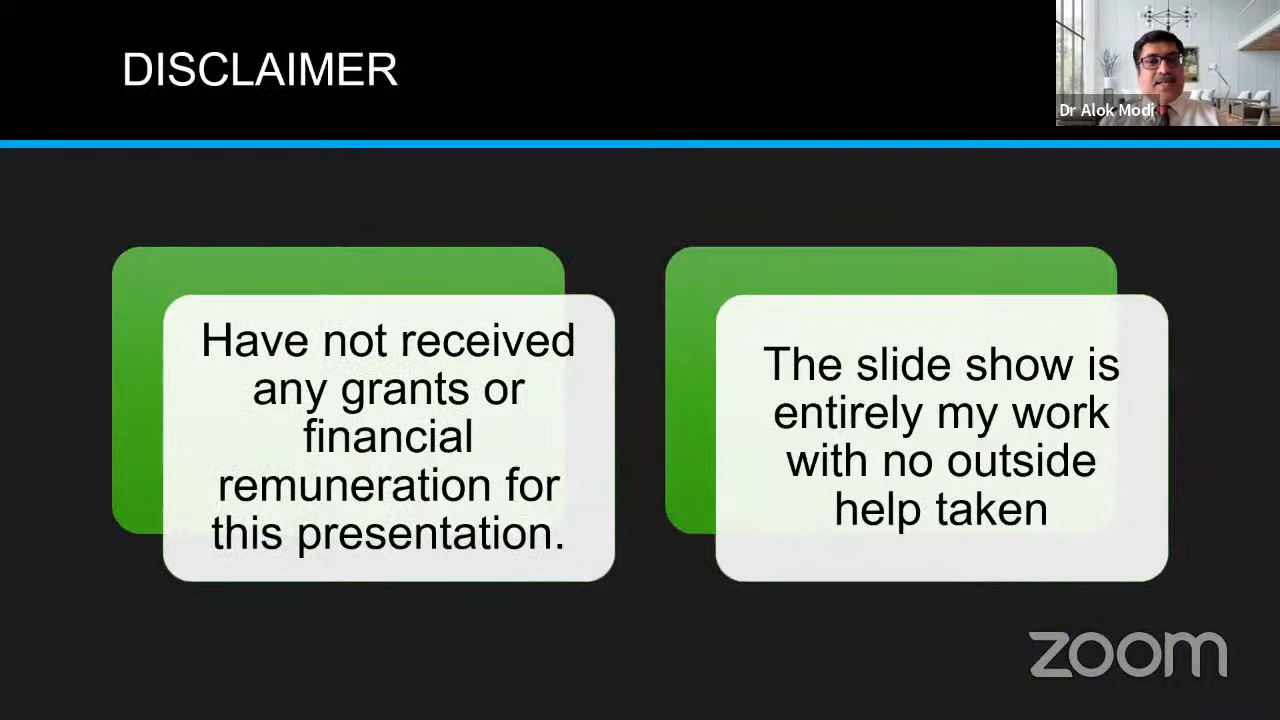 DISCLAIMER
Dr Alok Modi
Have not received
any grants or
financial
remuneration for
this presentation.
The slide show is
entirely my work
with no outside
help taken
zoom